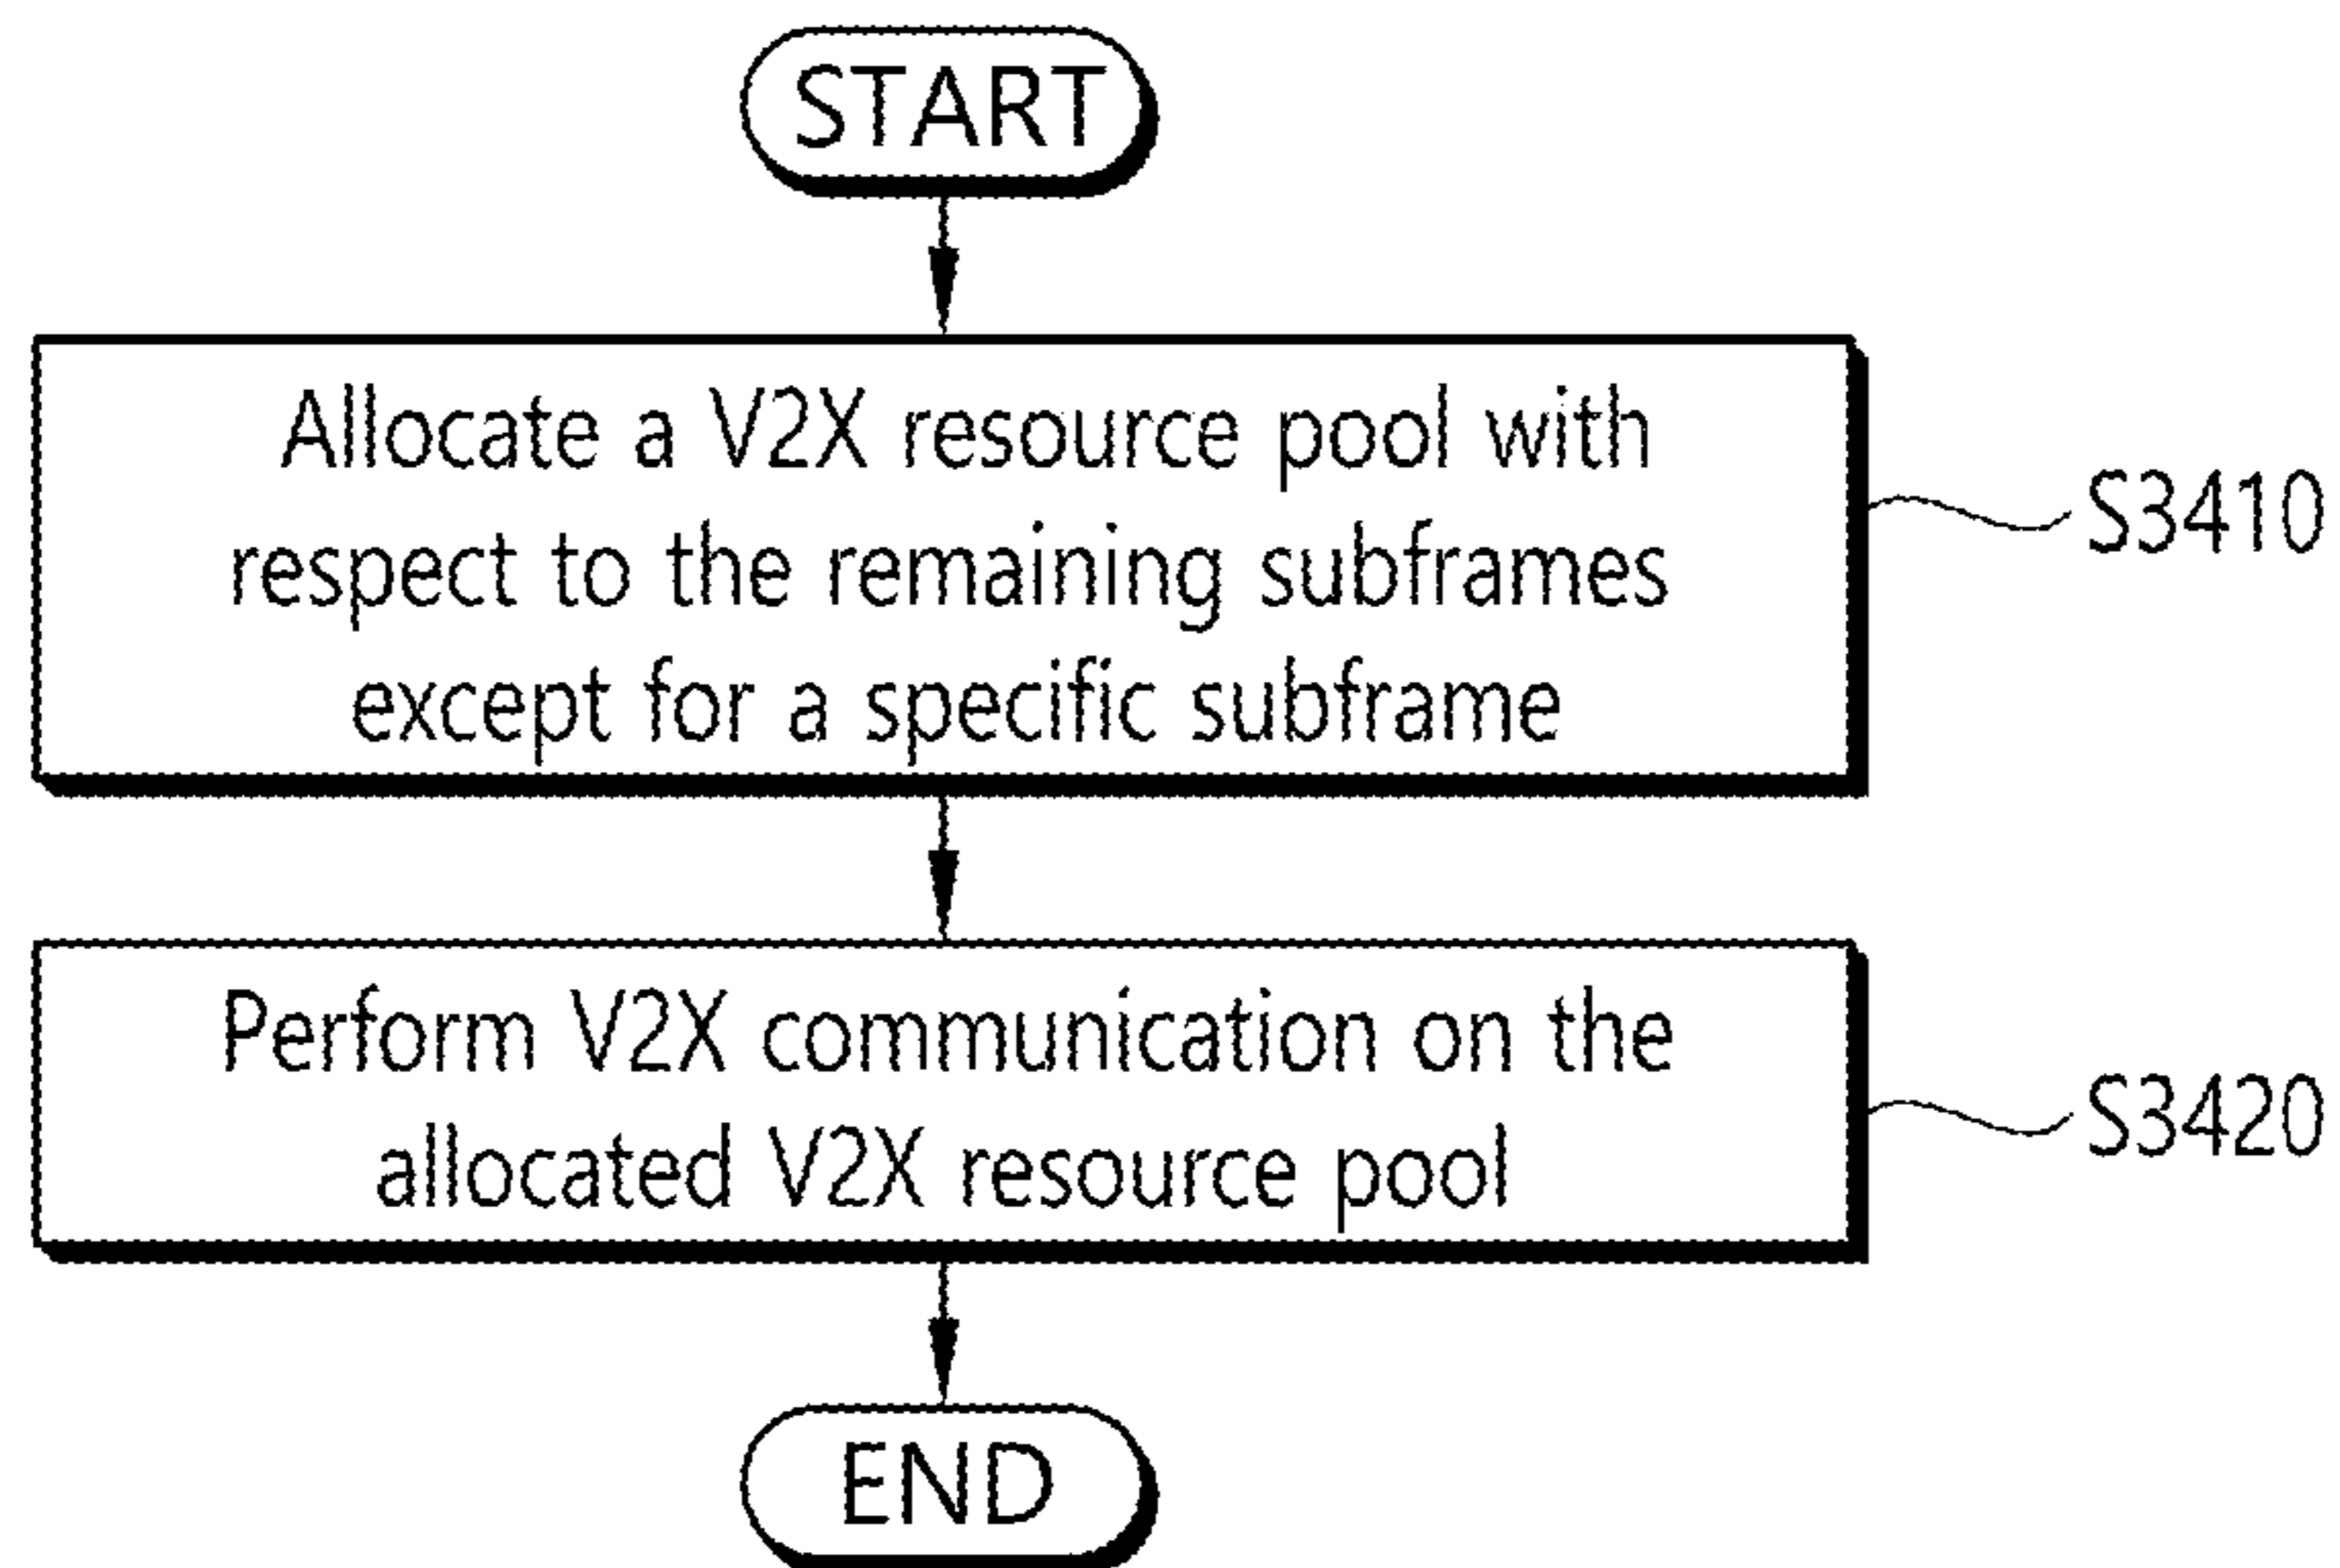 START
Allocate a V2X resource pool with
respect to the remaining subframes
except for a specific subframe
S3410
Perform V2X communication on the
allocated V2X resource pool
S3420
END